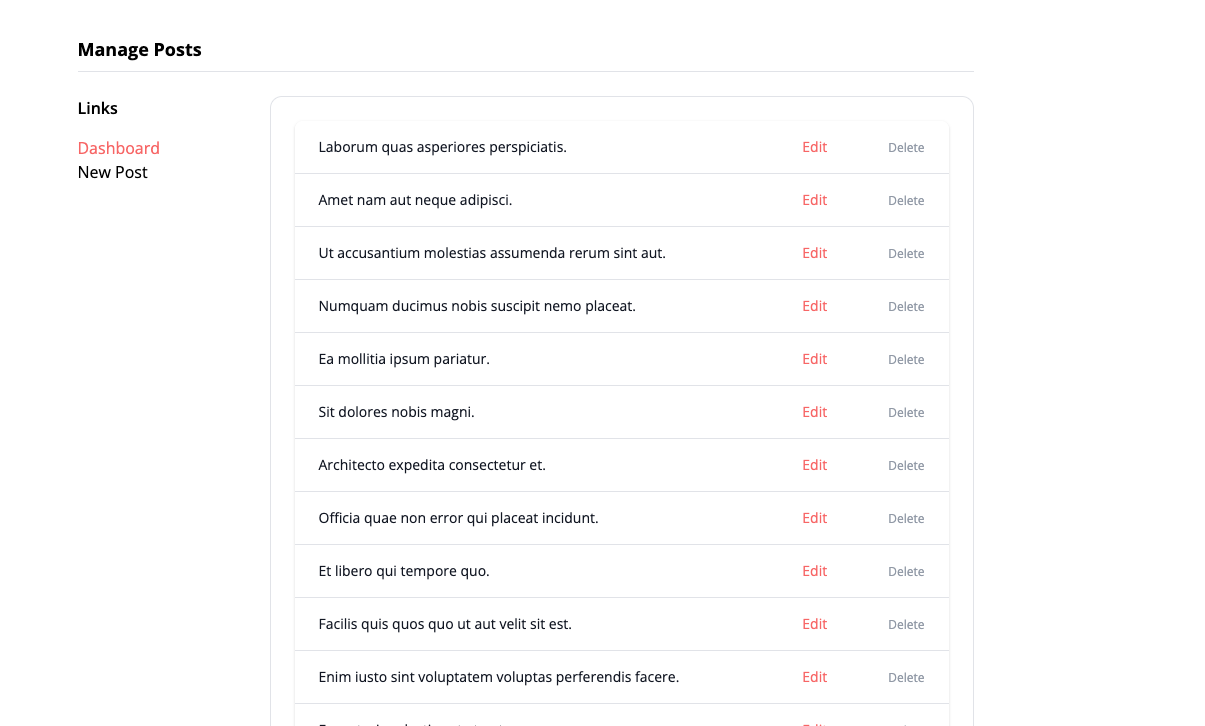 Manage Posts
Links
Dashboard
New Post
Laborum quas asperiores perspiciatis. Edit Delete
Amet nam aut neque adipisci. Edit Delete
Ut accusantium molestias assumenda rerum sint aut. Edit Delete
Numquam ducimus nobis suscipit nemo placeat. Edit Delete
Ea mollitia ipsum pariatur. Edit Delete
Sit dolores nobis magni. Edit Delete
Architecto expedita consectetur et. Edit Delete
Officia quae non error qui placeat incidunt. Edit Delete
Et libero qui tempore quo. Edit Delete
Facilis quis quos quo ut aut velit sit est. Edit Delete
Enim iusto sint voluptatem voluptas perferendis facere. Edit Delete